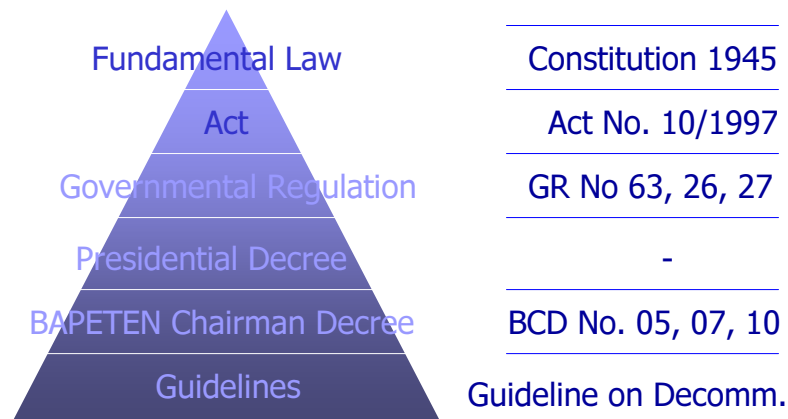 Fundamental Law Constitution 1945
Act Act No. 10/1997
Governmental Regulation GR No 63, 26, 27
Presidential Decree -
BAPETEN Chairman Decree BCD No. 05, 07, 10
Guidelines Guideline on Decomm.